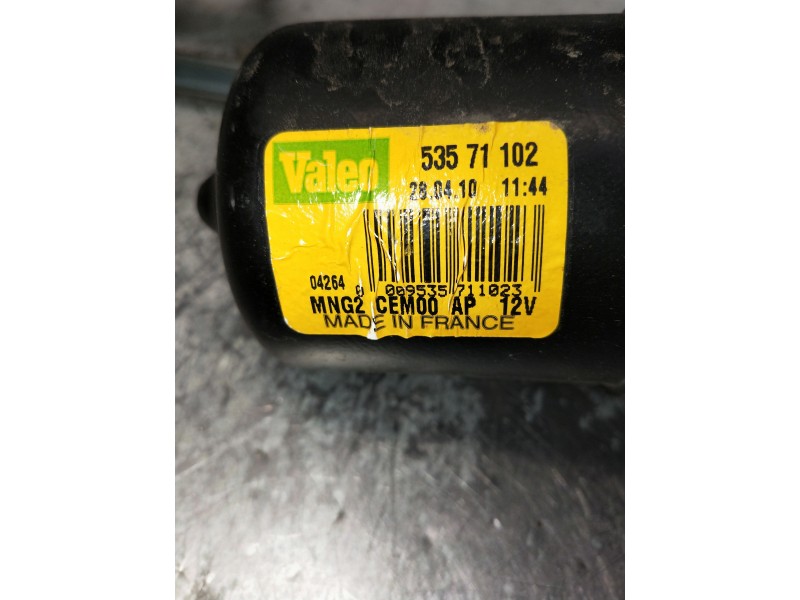 Valeo 535 71 102
28.04.10 11:44
04264 0 009535 711023
MNG2 CEM00 AP 12V
MADE IN FRANCE